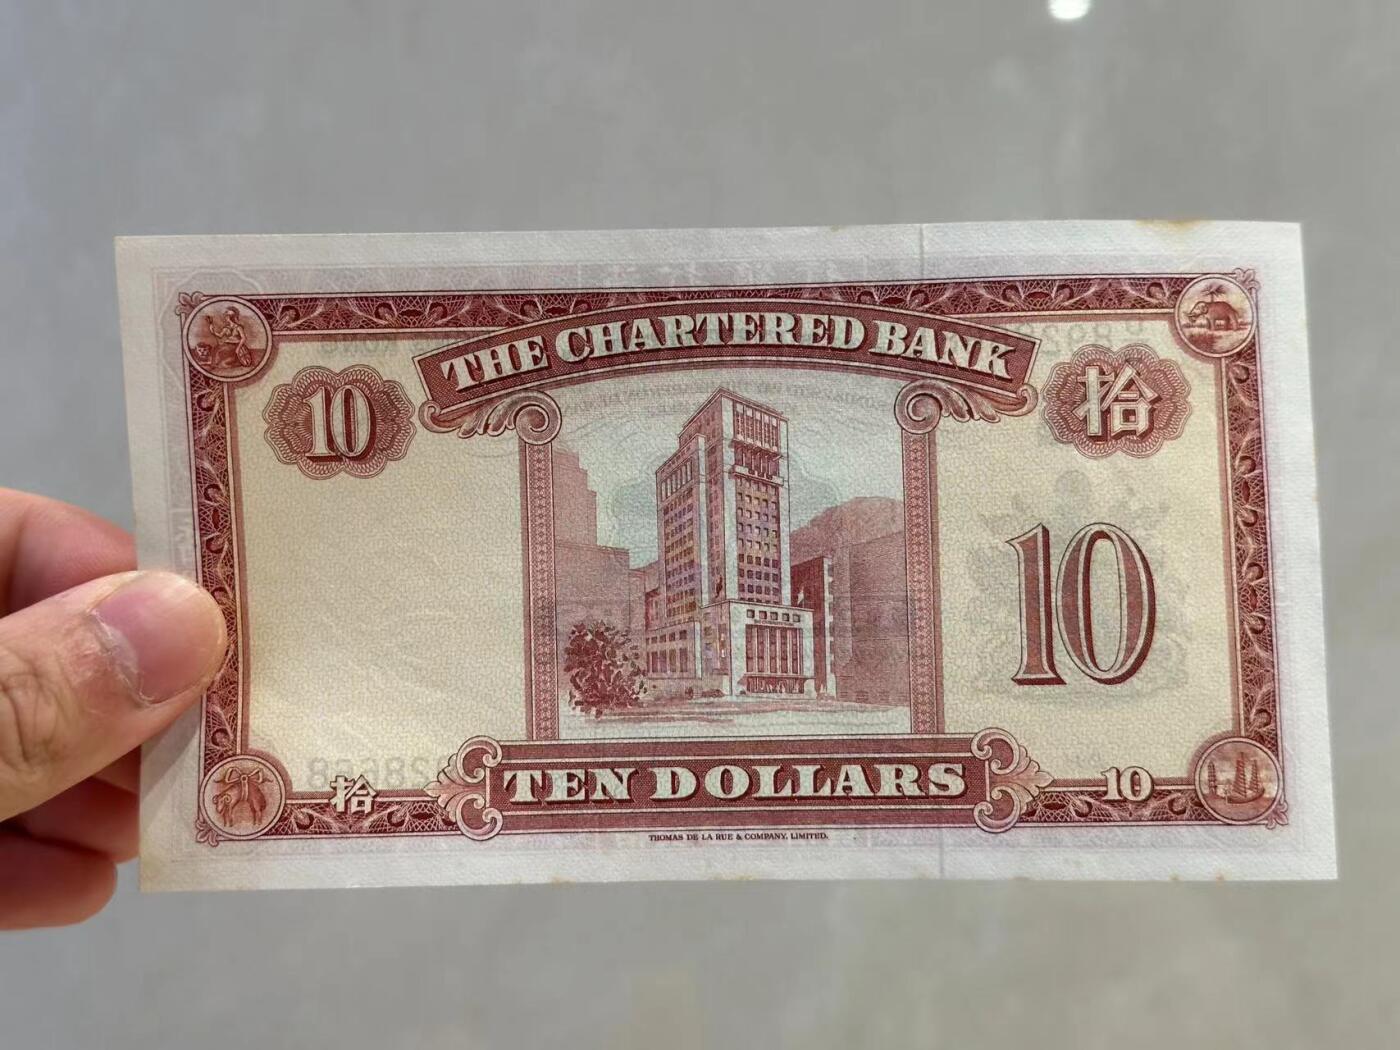 THE CHARTERED BANK
10
拾
10
TEN DOLLARS
拾
10
THOMAS DE LA RUE & COMPANY, LIMITED.